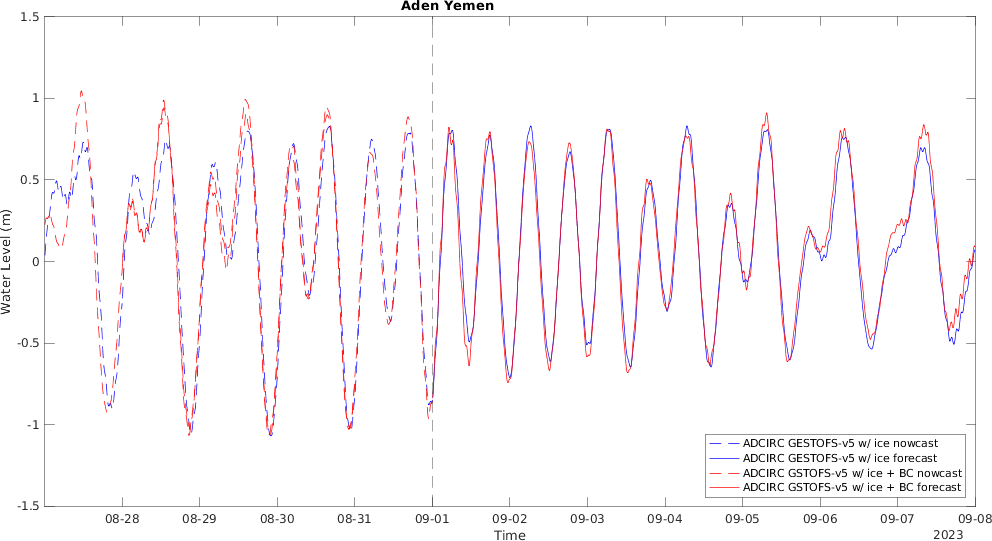 Aden Yemen
1.5
1
0.5
0
-0.5
-1
-1.5
Water Level (m)
08-28 08-29 08-30 08-31 09-01 09-02 09-03 09-04 09-05 09-06 09-07 09-08
Time
2023
ADCIRC GESTOFS-v5 w/ ice nowcast
ADCIRC GESTOFS-v5 w/ ice forecast
ADCIRC GSTOFS-v5 w/ ice + BC nowcast
ADCIRC GSTOFS-v5 w/ ice + BC forecast